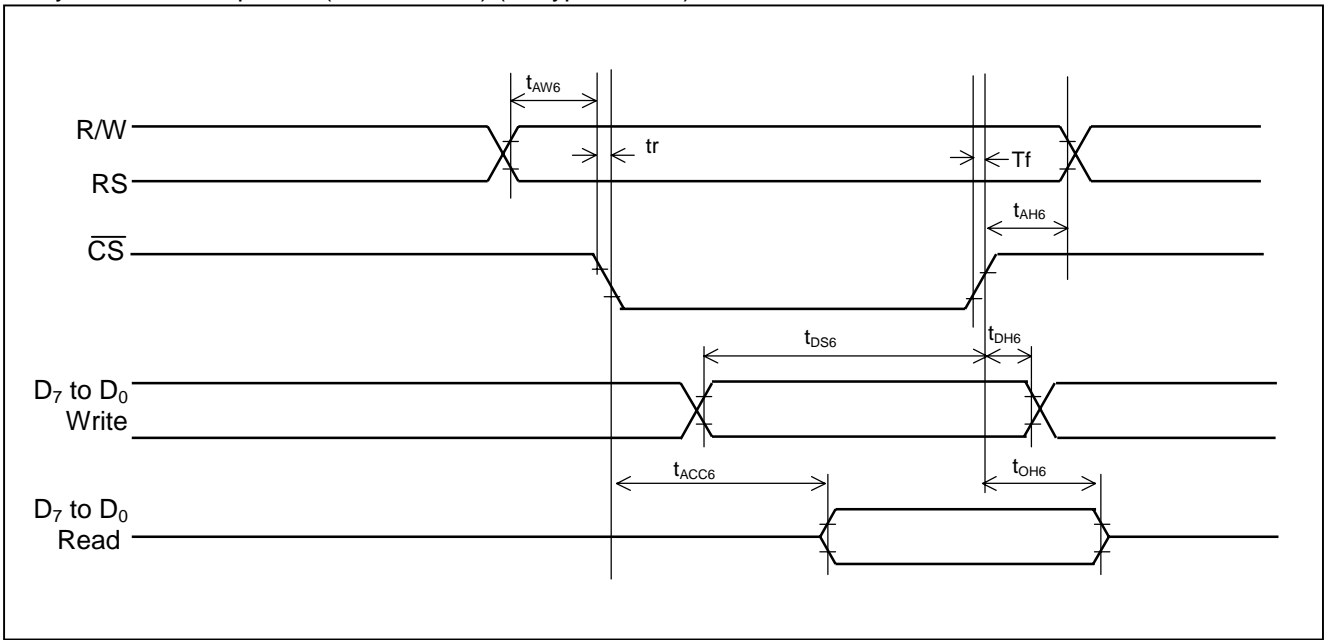 tAW6
R/W
tr
Tf
RS
tAH6
CS
tDS6
tDH6
D7 to D0
Write
tACC6
tOH6
D7 to D0
Read